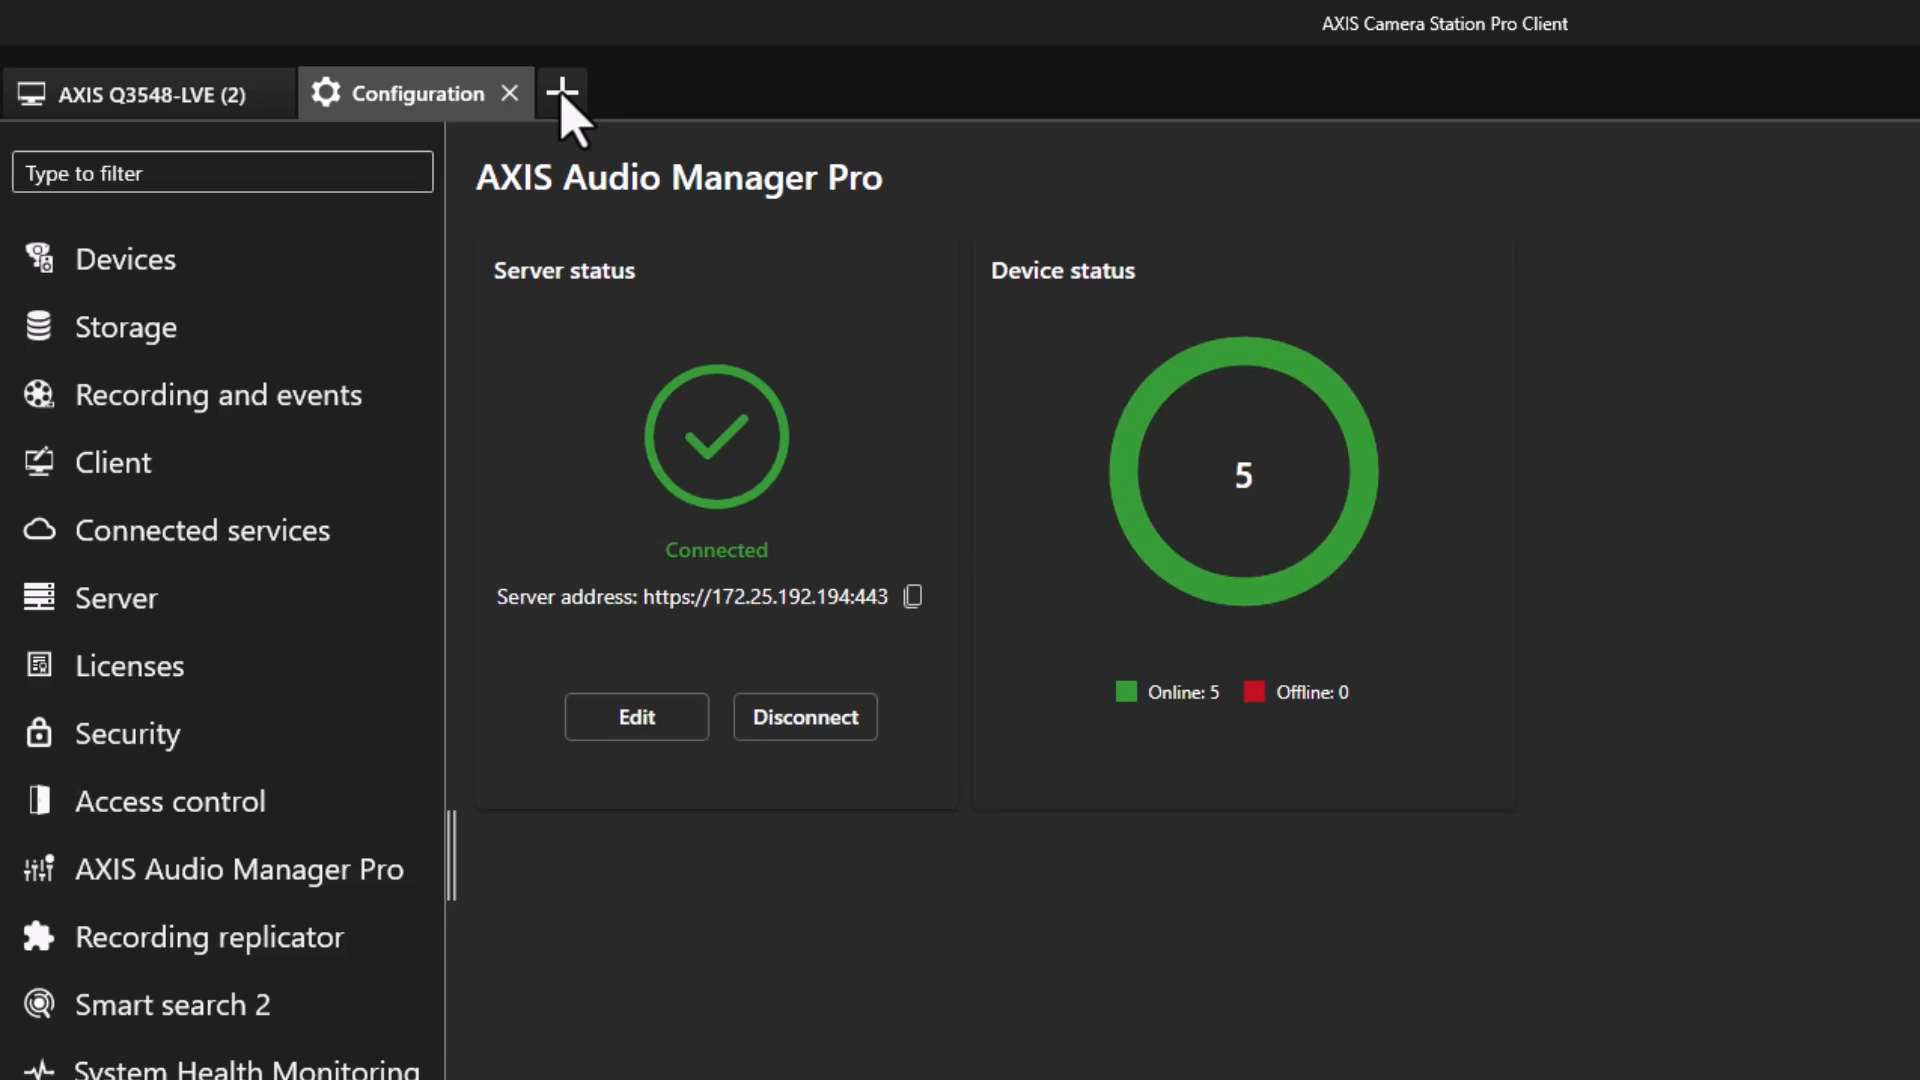 AXIS Camera Station Pro Client
AXIS Q3548-LVE (2)
Configuration
Type to filter
Devices
Storage
Recording and events
Client
Connected services
Server
Licenses
Security
Access control
AXIS Audio Manager Pro
Recording replicator
Smart search 2
System Health Monitoring
AXIS Audio Manager Pro
Server status
Connected
Server address: https://172.25.192.194:443
Edit
Disconnect
Device status
5
Online: 5
Offline: 0